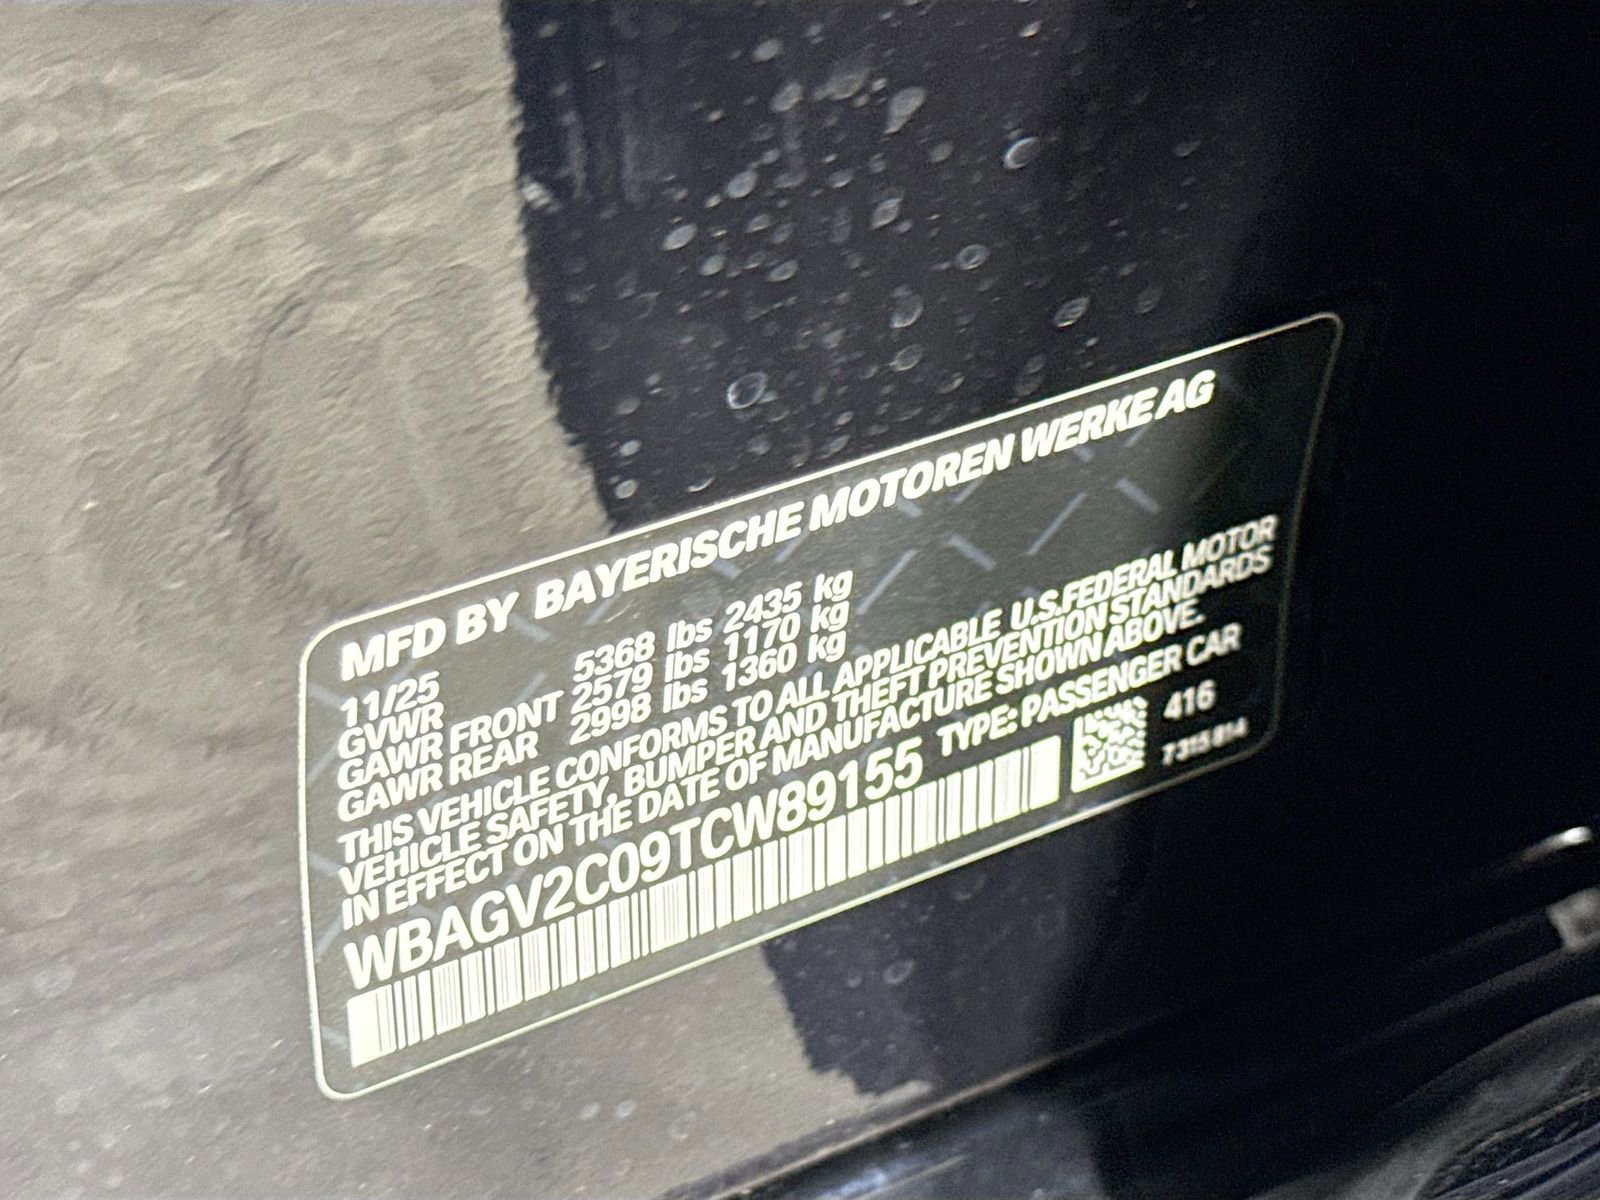 MFD BY BAYERISCHE MOTOREN WERKE AG
11/25
GVWR 5368 lbs 2435 kg
GAWR FRONT 2579 lbs 1170 kg
GAWR REAR 2998 lbs 1360 kg
THIS VEHICLE CONFORMS TO ALL APPLICABLE U.S.FEDERAL MOTOR
VEHICLE SAFETY, BUMPER AND THEFT PREVENTION STANDARDS
IN EFFECT ON THE DATE OF MANUFACTURE SHOWN ABOVE.
WBAGV2C09TCW89155 TYPE: PASSENGER CAR
416
7 315 814